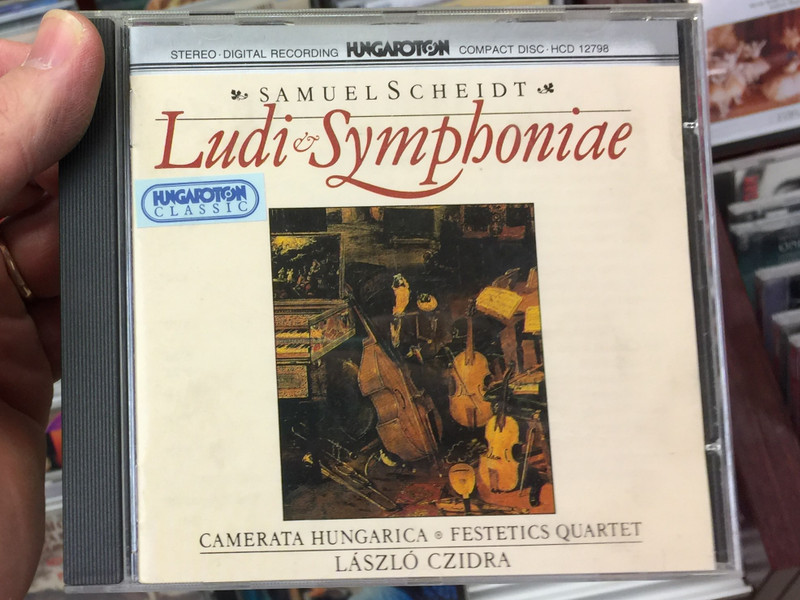 STEREO · DIGITAL RECORDING HUNGAROTON COMPACT DISC · HCD 12798
SAMUEL SCHEIDT
Ludi & Symphoniae
HUNGAROTON
CLASSIC
CAMERATA HUNGARICA FESTETICS QUARTET
LÁSZLÓ CZIDRA